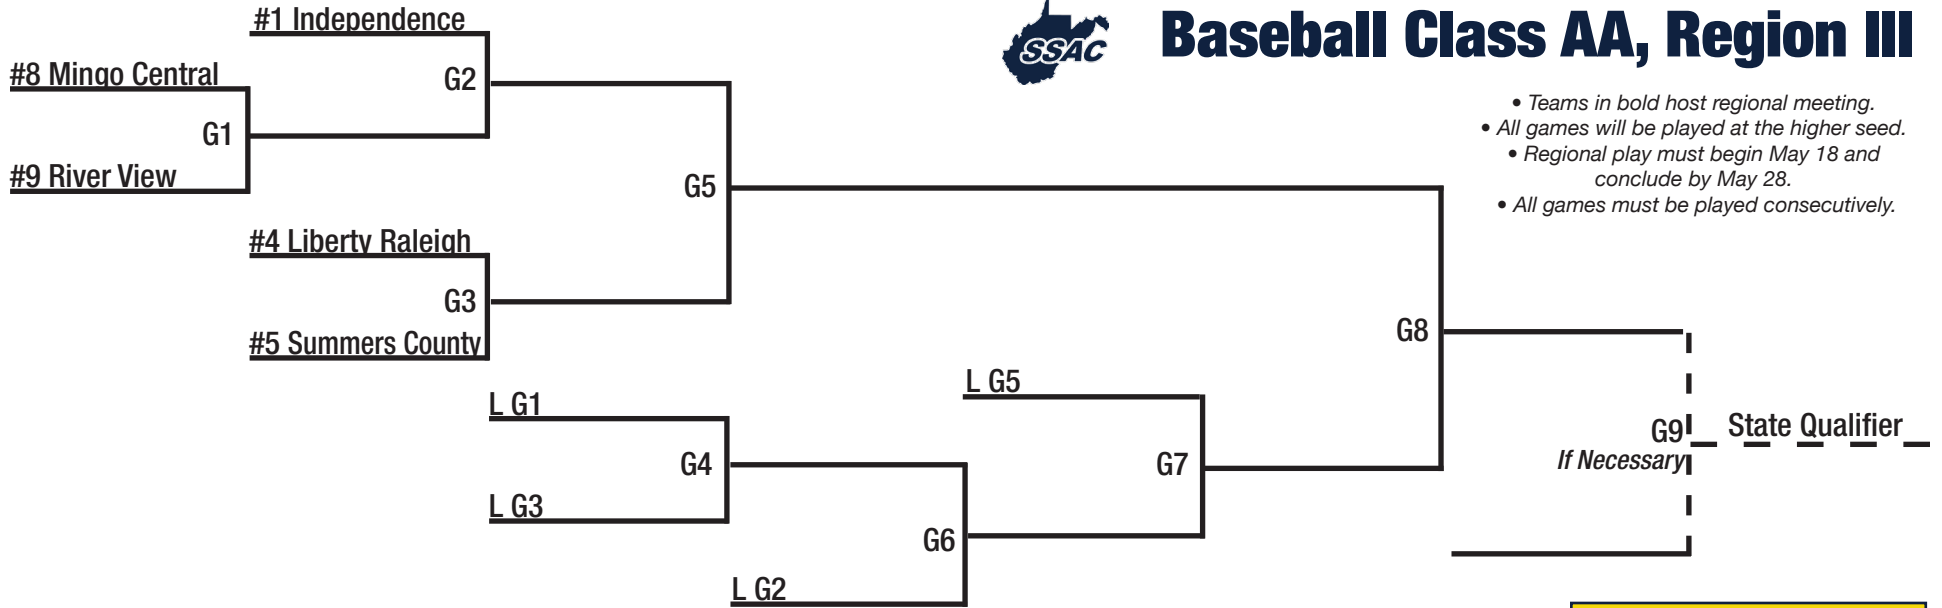 SSAC
Baseball Class AA, Region III
• Teams in bold host regional meeting.
• All games will be played at the higher seed.
• Regional play must begin May 18 and
conclude by May 28.
• All games must be played consecutively.
#1 Independence
#8 Mingo Central
G2
G1
#9 River View
G5
#4 Liberty Raleigh
G3
#5 Summers County
G8
L G5
L G1
G9
State Qualifier
If Necessary
G4
G7
L G3
G6
L G2